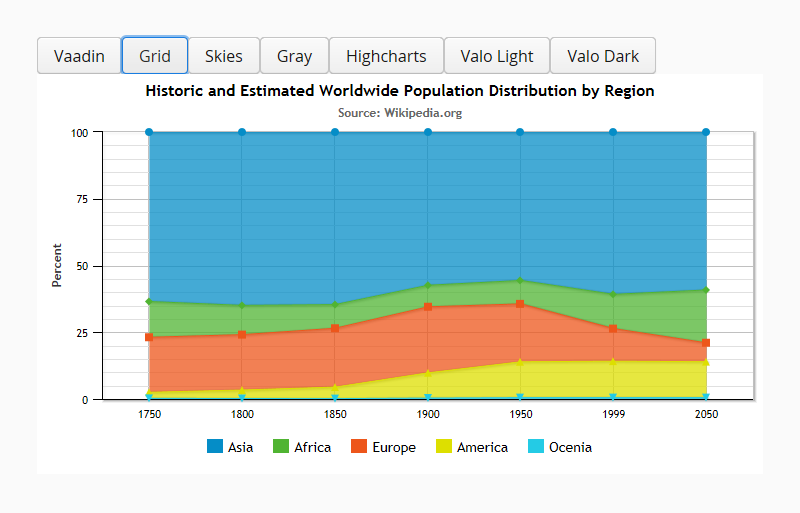 Vaadin Grid Skies Gray Highcharts Valo Light Valo Dark
Historic and Estimated Worldwide Population Distribution by Region
Source: Wikipedia.org
Percent
100
75
50
25
0
1750 1800 1850 1900 1950 1999 2050
Asia Africa Europe America Ocenia